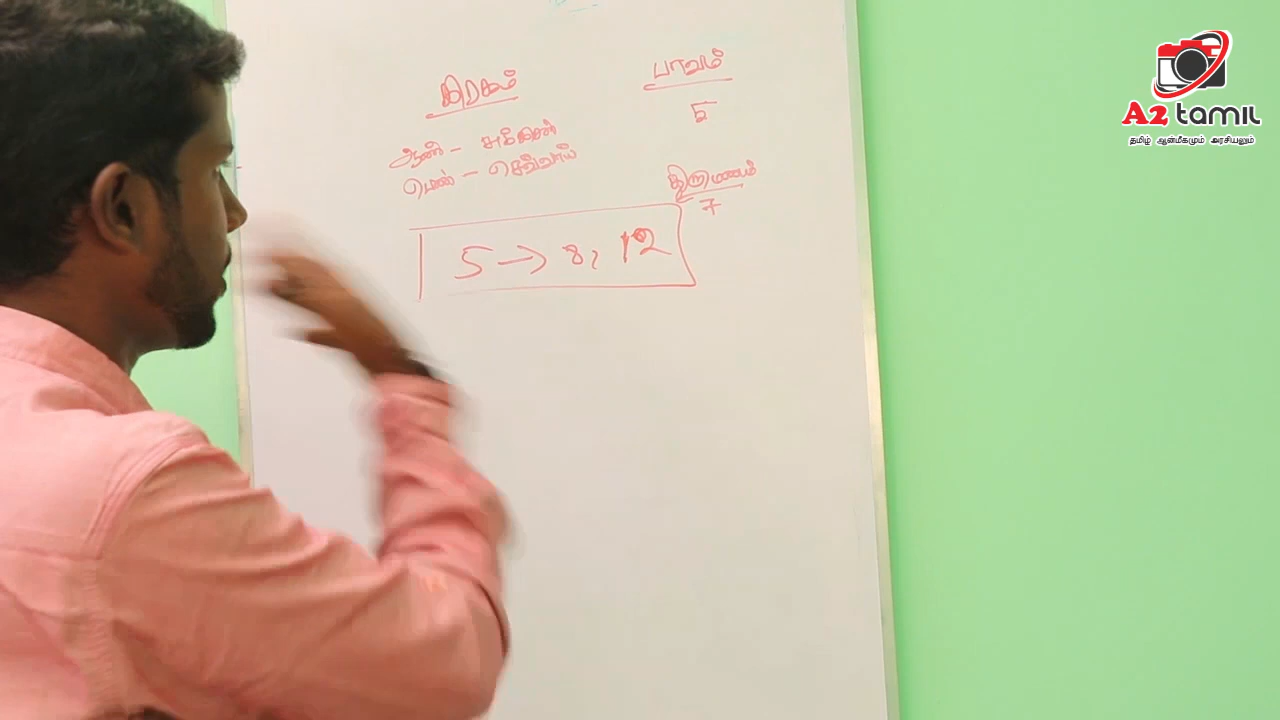 கிரகம்
பாவம்
5
ஆண் - சுக்கிரன்
பெண் - செவ்வாய்
திருமணம்
7
5 → 8, 12
A2 tamil
தமிழ் ஆன்மீகமும் அரசியலும்